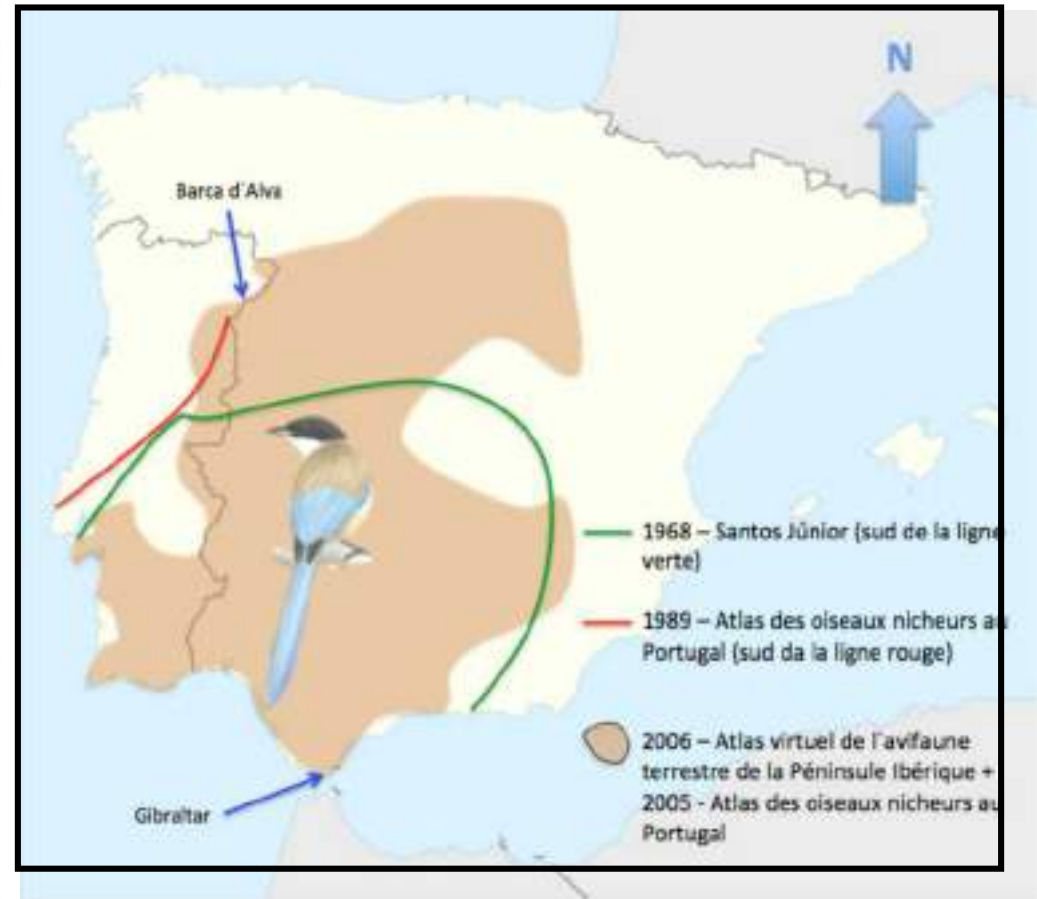 N
Barca d'Alva
1968 – Santos Júnior (sud de la ligne
verte)
1989 – Atlas des oiseaux nicheurs au
Portugal (sud da la ligne rouge)
2006 – Atlas virtuel de l'avifaune
terrestre de la Péninsule Ibérique +
2005 - Atlas des oiseaux nicheurs au
Portugal
Gibraltar